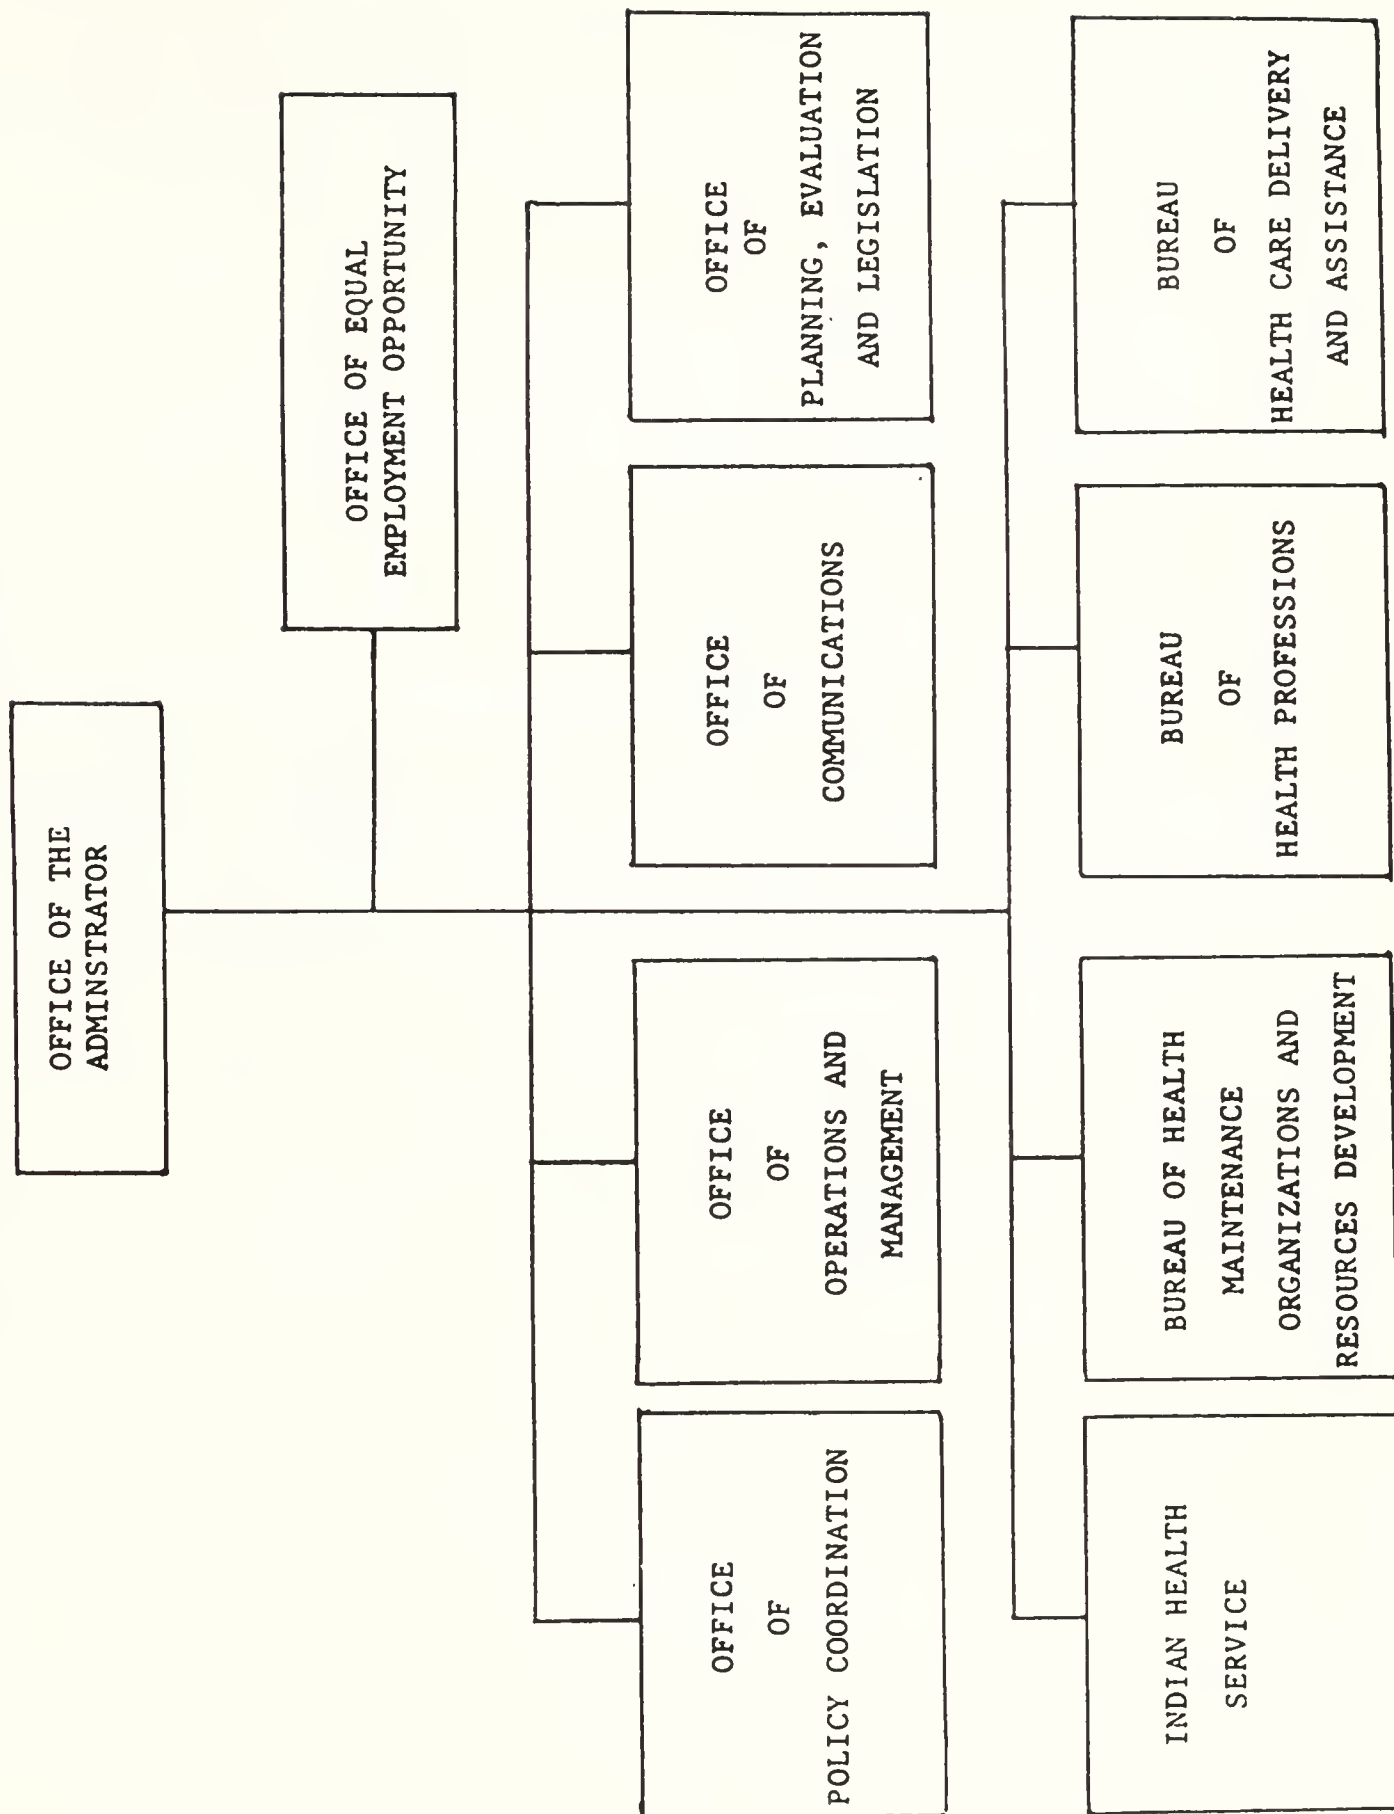 OFFICE OF THE
ADMINSTRATOR
OFFICE OF EQUAL
EMPLOYMENT OPPORTUNITY
OFFICE
OF
POLICY COORDINATION
OFFICE
OF
OPERATIONS AND
MANAGEMENT
OFFICE
OF
COMMUNICATIONS
OFFICE
OF
PLANNING, EVALUATION
AND LEGISLATION
INDIAN HEALTH
SERVICE
BUREAU OF HEALTH
MAINTENANCE
ORGANIZATIONS AND
RESOURCES DEVELOPMENT
BUREAU
OF
HEALTH PROFESSIONS
BUREAU
OF
HEALTH CARE DELIVERY
AND ASSISTANCE